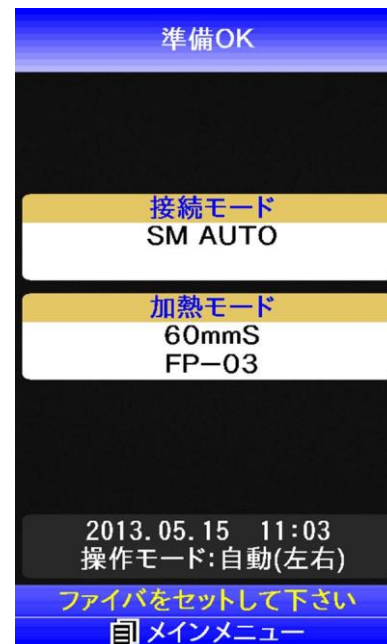 準備OK
接続モード
SM AUTO
加熱モード
60mmS
FP-03
2013.05.15 11:03
操作モード:自動(左右)
ファイバをセットして下さい
メインメニュー